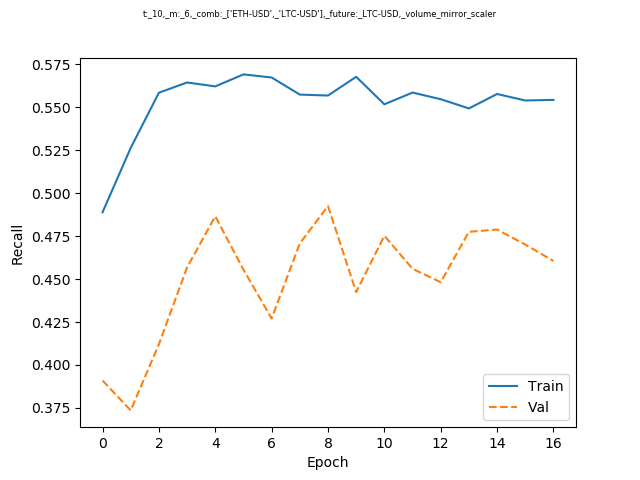 t:_10,_m:_6,_comb:_['ETH-USD',_'LTC-USD'],_future:_LTC-USD,_volume_mirror_scaler
0.575
0.550
0.525
0.500
0.475
0.450
0.425
0.400
0.375
Recall
Train
Val
0 2 4 6 8 10 12 14 16
Epoch